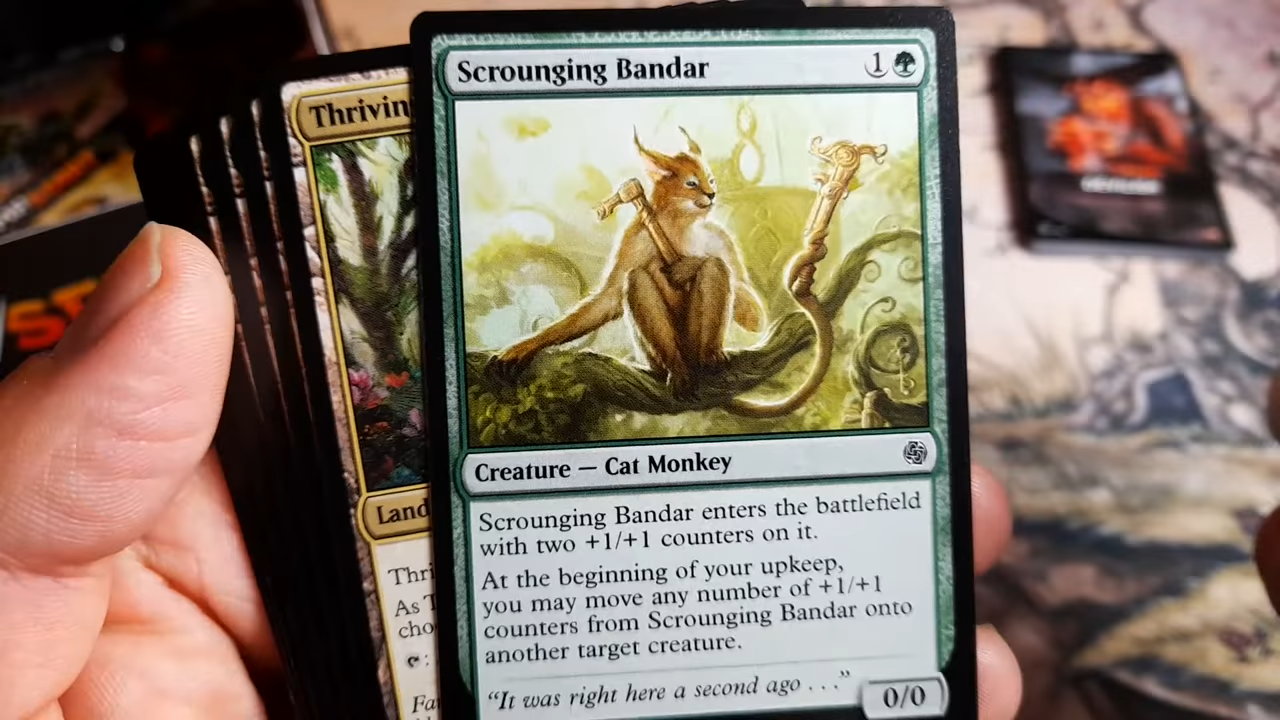 Scrounging Bandar 1
Creature — Cat Monkey
Scrounging Bandar enters the battlefield
with two +1/+1 counters on it.
At the beginning of your upkeep,
you may move any number of +1/+1
counters from Scrounging Bandar onto
another target creature.
“It was right here a second ago . . .”
0/0
Thriving
Land
Thri
As T
cho
:
Fa